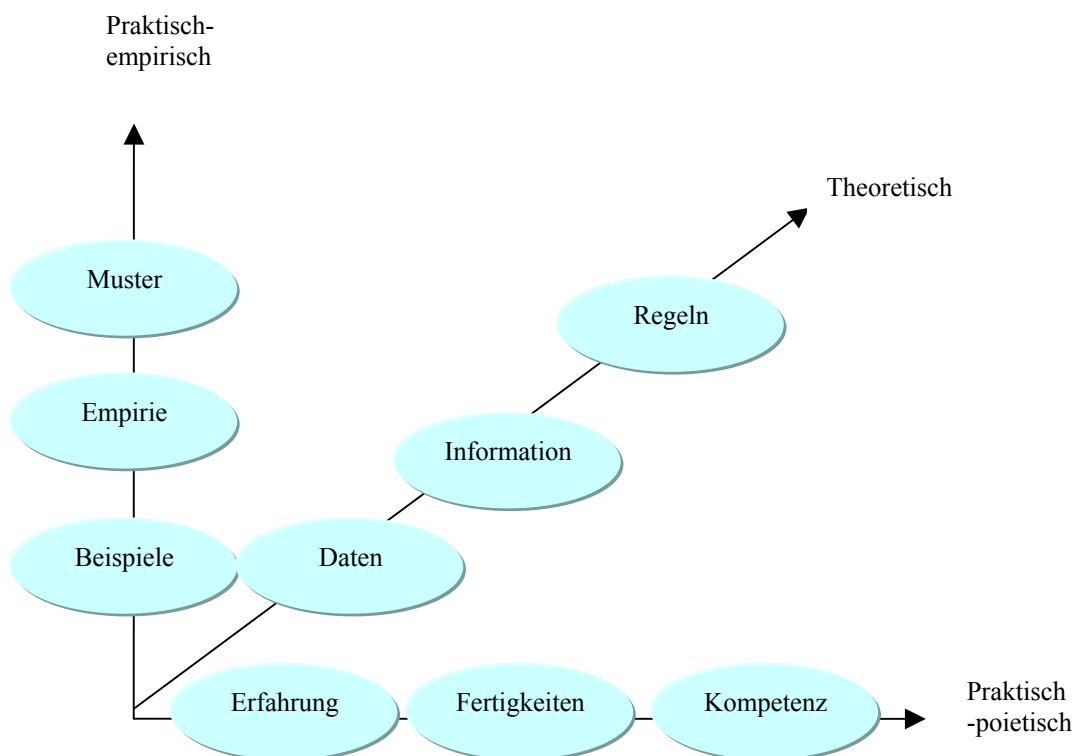 Praktisch-
empirisch
Theoretisch
Muster
Regeln
Empirie
Information
Beispiele
Daten
Erfahrung
Fertigkeiten
Kompetenz
Praktisch
-poietisch